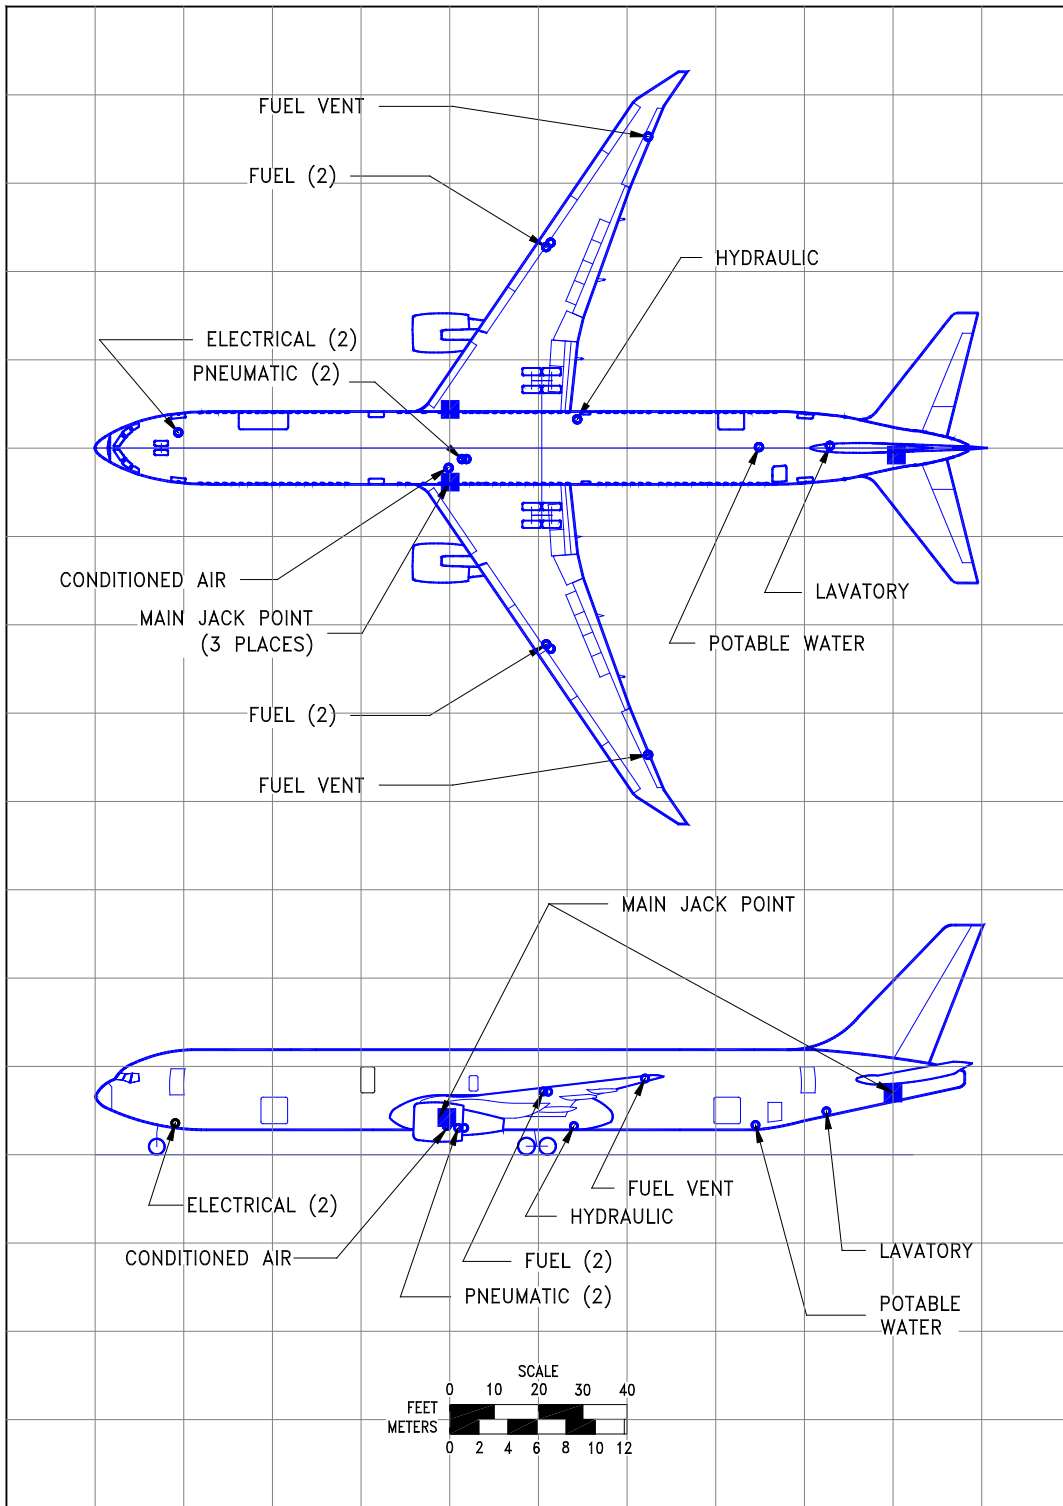 FUEL VENT
FUEL (2)
HYDRAULIC
ELECTRICAL (2)
PNEUMATIC (2)
CONDITIONED AIR
LAVATORY
MAIN JACK POINT
(3 PLACES)
POTABLE WATER
FUEL (2)
FUEL VENT
MAIN JACK POINT
FUEL VENT
ELECTRICAL (2)
HYDRAULIC
CONDITIONED AIR
FUEL (2)
LAVATORY
PNEUMATIC (2)
POTABLE
WATER
SCALE
0 10 20 30 40
FEET
METERS
0 2 4 6 8 10 12